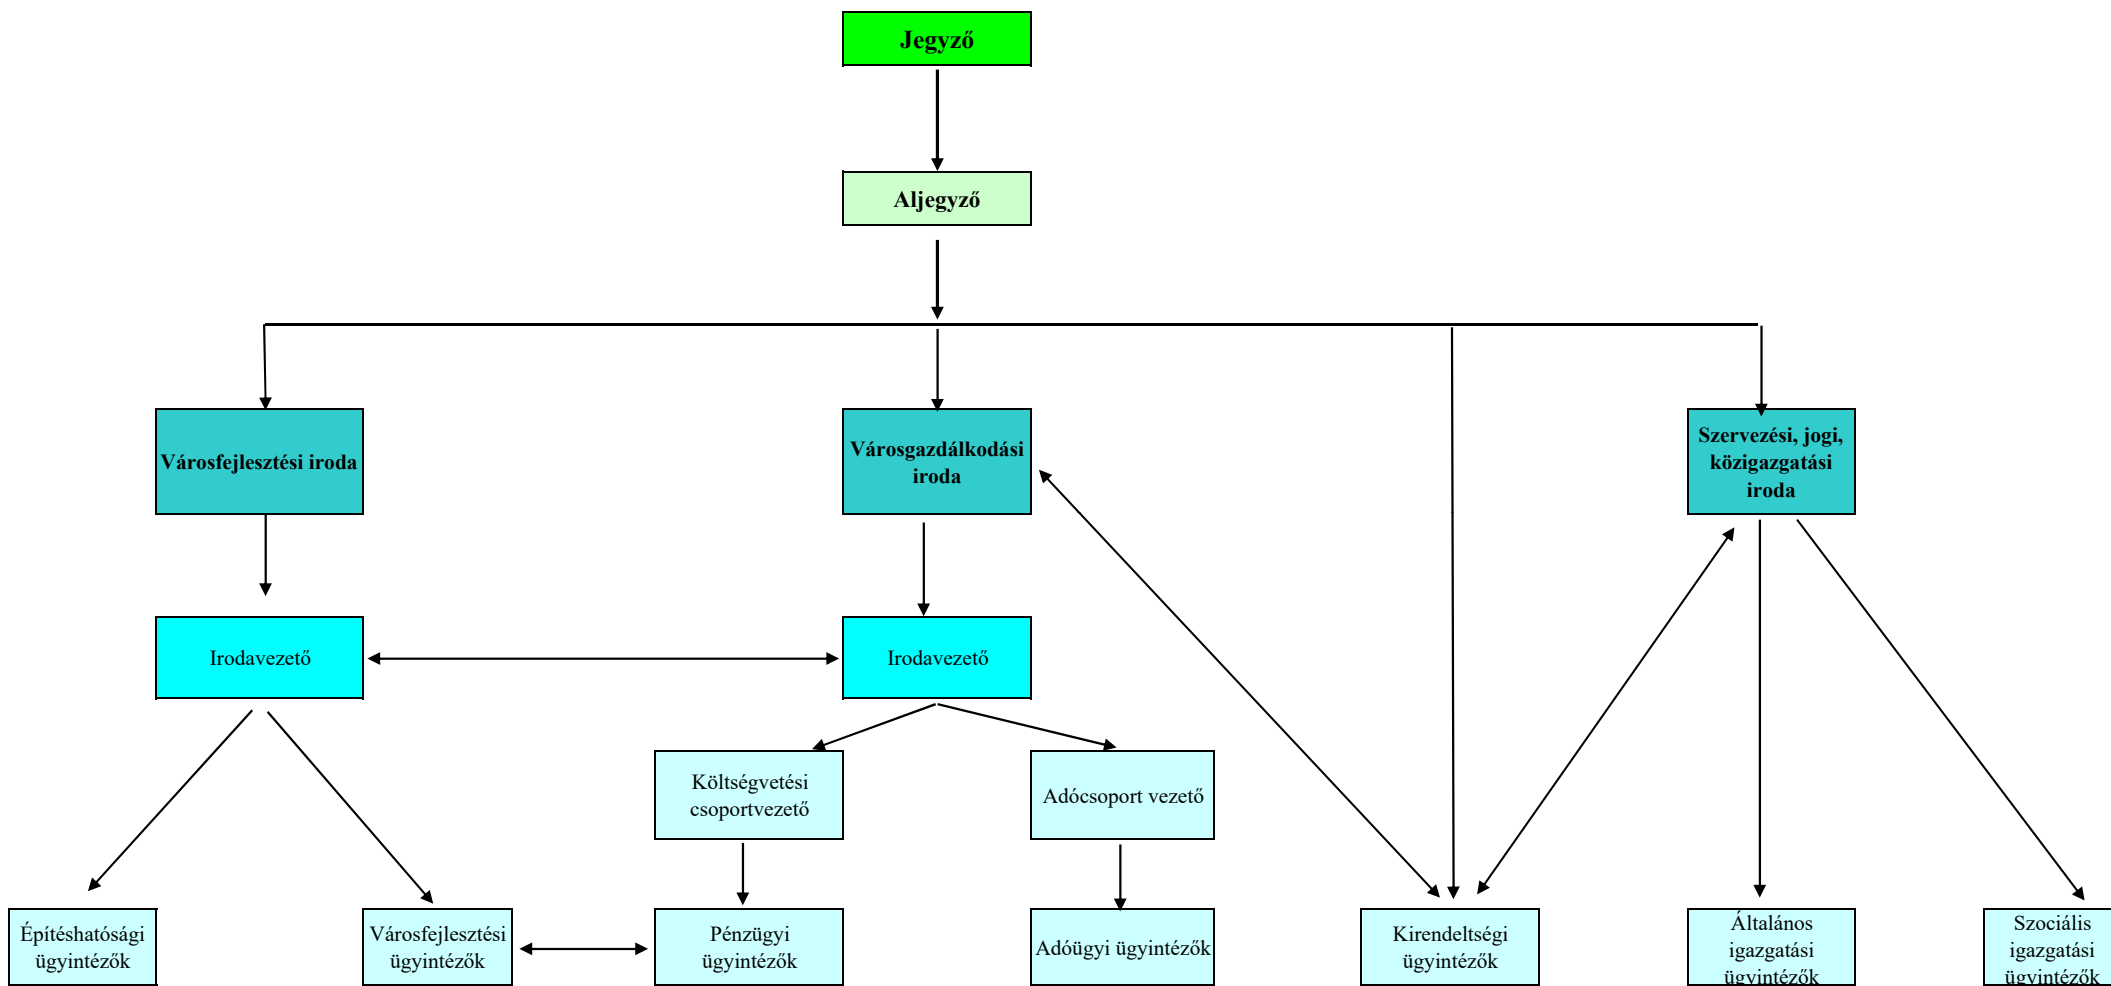 Jegyző
Aljegyző
Városfejlesztési iroda
Városgazdálkodási
iroda
Szervezési, jogi,
közigazgatási
iroda
Irodavezető
Irodavezető
Költségvetési
csoportvezető
Adócsoport vezető
Építéshatósági
ügyintézők
Városfejlesztési
ügyintézők
Pénzügyi
ügyintézők
Adóügyi ügyintézők
Kirendeltségi
ügyintézők
Általános
igazgatási
ügyintézők
Szociális
igazgatási
ügyintézők